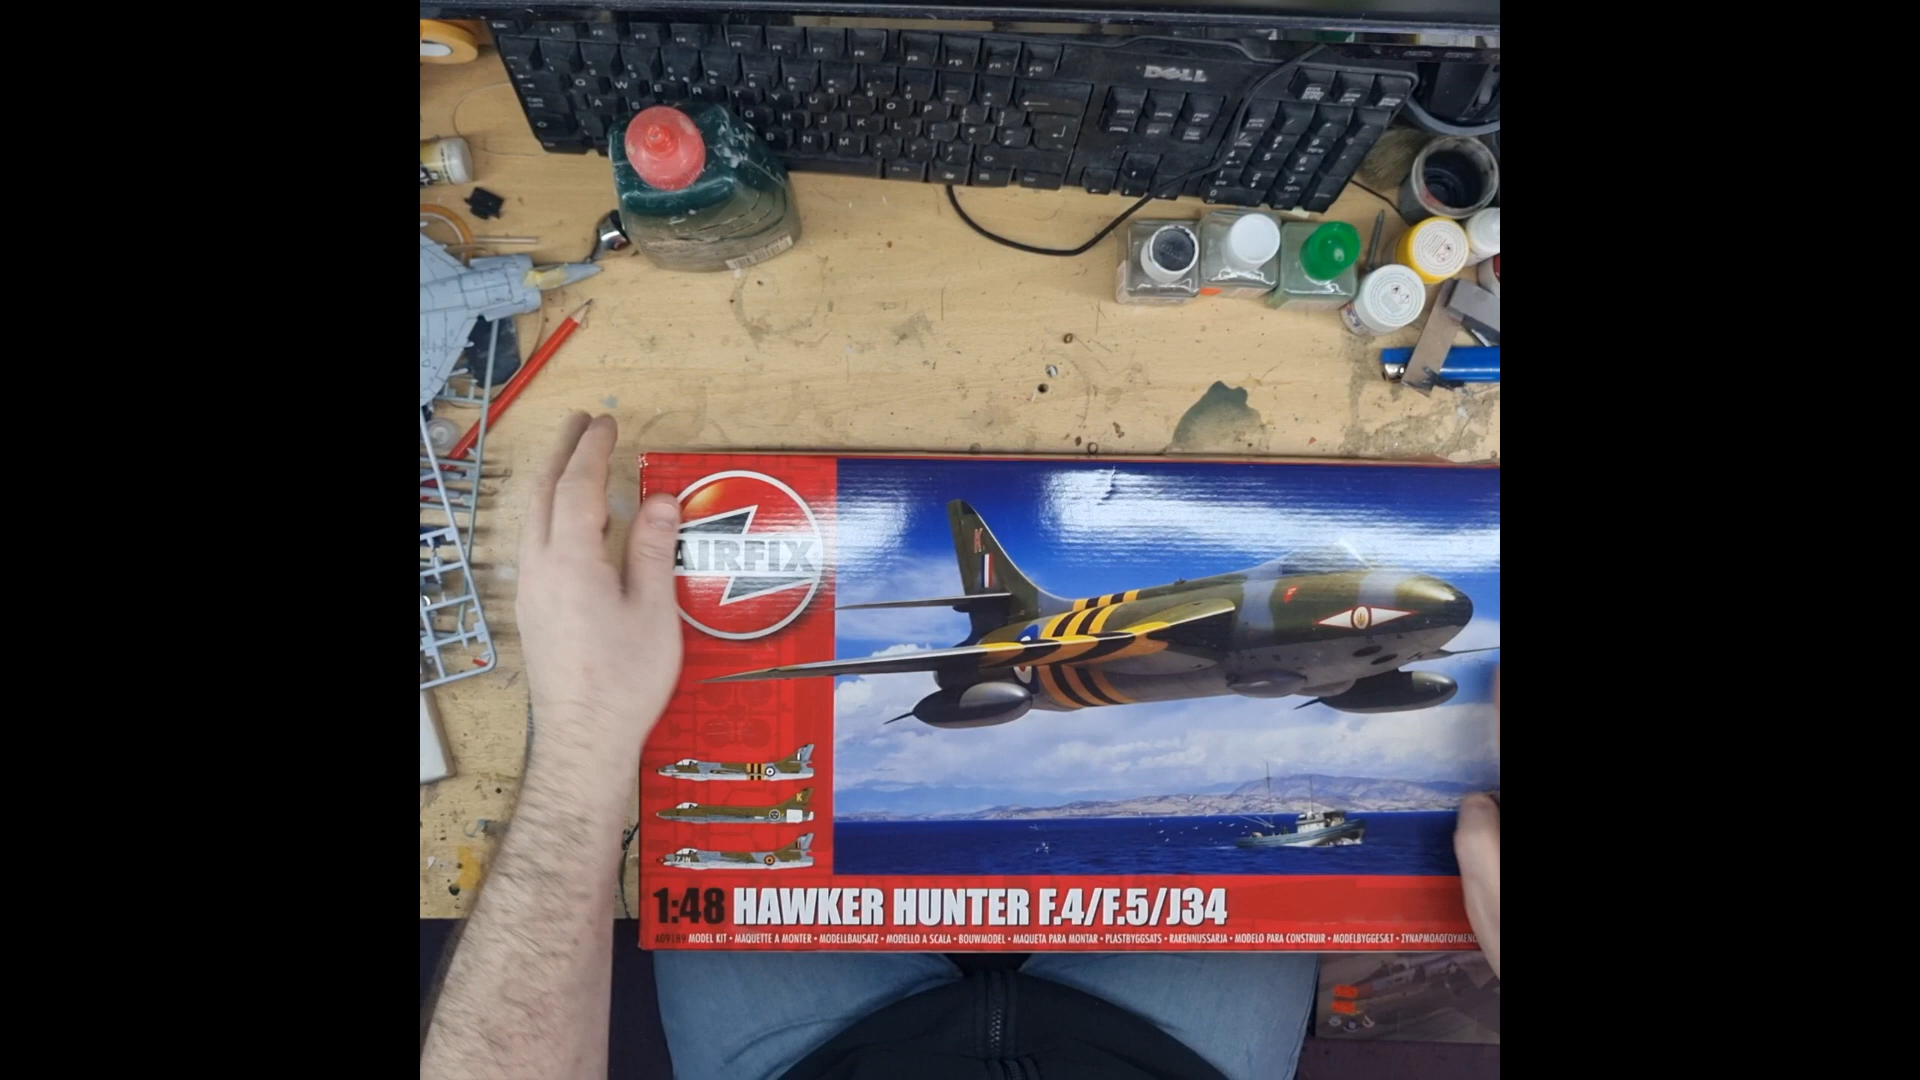 DELL
AIRFIX
1:48 HAWKER HUNTER F.4/F.5/J34
A09189 MODEL KIT • MAQUETTE A MONTER • MODELLBAUSATZ • MODELLO A SCALA • BOUWMODEL • MAQUETA PARA MONTAR • PLASTBYGGSATS • RAKENNUSSARJA • MODELO PARA CONSTRUIR • MODELBYGGESÆT •